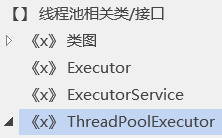 【】 线程池相关类/接口
《x》 类图
《x》 Executor
《x》 ExecutorService
《x》 ThreadPoolExecutor